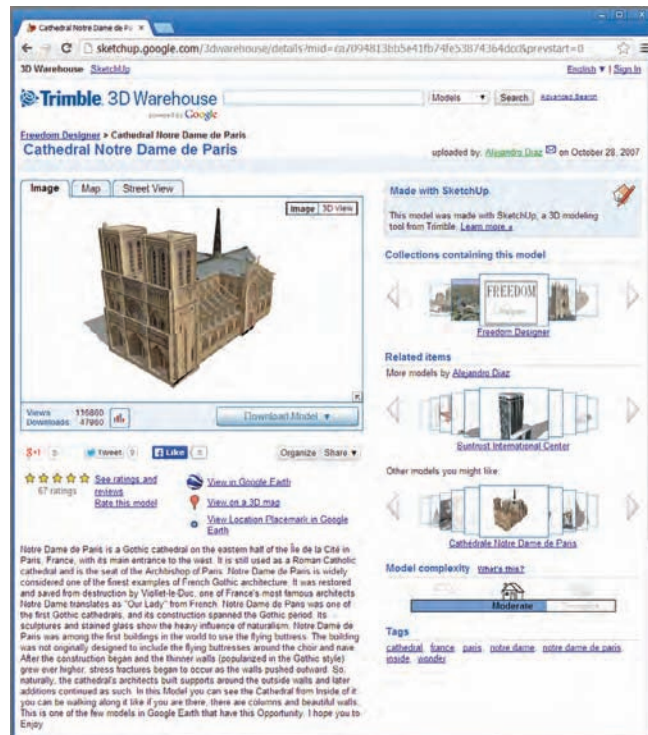 Cathedral Notre Dame de Pa
sketchup.google.com/3dwarehouse/details?mid=ca7094813bb5e41fb74fe53874364dcc&prevstart=0
3D Warehouse SketchUp
English ▼ | Sign In
Trimble 3D Warehouse
powered by Google
Models ▼
Search
Advanced Search
Freedom Designer > Cathedral Notre Dame de Paris
Cathedral Notre Dame de Paris
uploaded by: Alejandro Diaz on October 28, 2007
Image Map Street View
Image 3D View
Views 116800
Downloads 47960
Download Model ▼
g+1
Tweet 9
Like
Organize Share ▼
67 ratings
See ratings and
reviews
Rate this model
View in Google Earth
View on a 3D map
View Location Placemark in Google
Earth
Notre Dame de Paris is a Gothic cathedral on the eastern half of the Île de la Cité in
Paris, France, with its main entrance to the west. It is still used as a Roman Catholic
cathedral and is the seat of the Archbishop of Paris. Notre Dame de Paris is widely
considered one of the finest examples of French Gothic architecture. It was restored
and saved from destruction by Viollet-le-Duc, one of France's most famous architects
Notre Dame translates as "Our Lady" from French. Notre Dame de Paris was one of
the first Gothic cathedrals, and its construction spanned the Gothic period. Its
sculptures and stained glass show the heavy influence of naturalism. Notre Dame de
Paris was among the first buildings in the world to use the flying buttress. The building
was not originally designed to include the flying buttresses around the choir and nave
After the construction began and the thinner walls (popularized in the Gothic style)
grew ever higher, stress fractures began to occur as the walls pushed outward. So,
naturally, the cathedral's architects built supports around the outside walls and later
additions continued as such. In this Model you can see the Cathedral from Inside of it
you can be walking along it like if you are there, there are columns and beautiful walls.
This is one of the few models in Google Earth that have this Opportunity. I hope you to
Enjoy
Made with SketchUp
This model was made with SketchUp, a 3D modeling
tool from Trimble. Learn more »
Collections containing this model
FREEDOM
Designer
Freedom Designer
Related items
More models by Alejandro Diaz
Suntrust International Center
Other models you might like:
Cathédrale Notre Dame de Paris
Model complexity What's this?
Moderate
Tags
cathedral france paris notre dame notre dame de paris
inside wonder